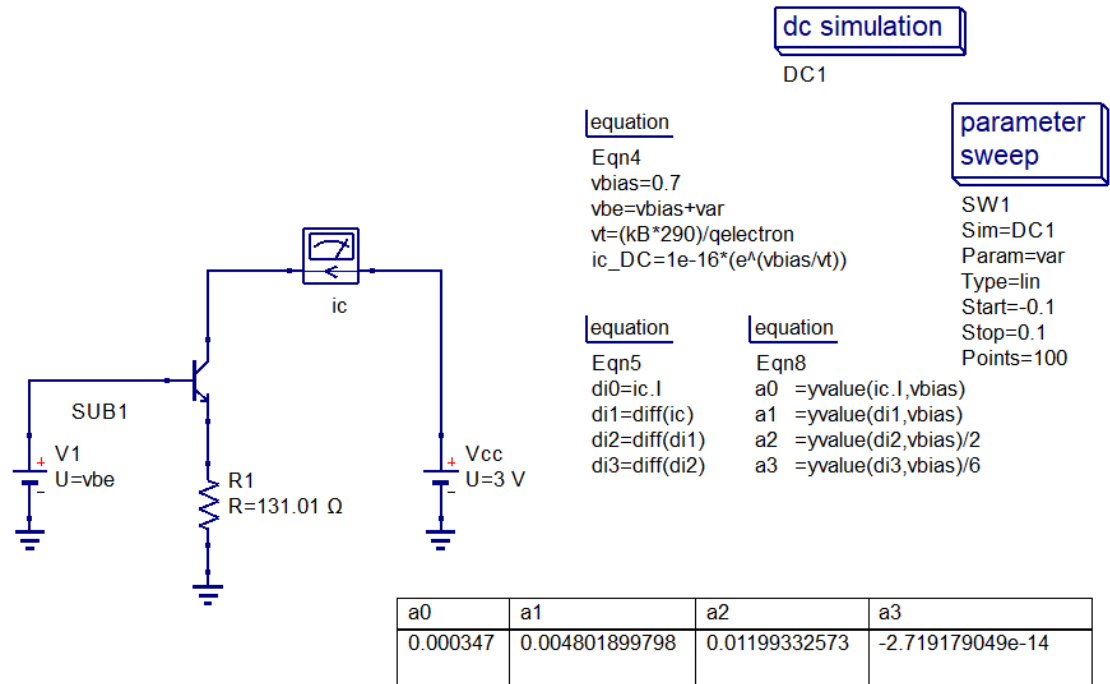 dc simulation
DC1
equation
Eqn4
vbias=0.7
vbe=vbias+var
vt=(kB*290)/qelectron
ic_DC=1e-16*(e^(vbias/vt))
parameter
sweep
SW1
Sim=DC1
Param=var
Type=lin
Start=-0.1
Stop=0.1
Points=100
ic
equation
Eqn5
di0=ic.I
di1=diff(ic)
di2=diff(di1)
di3=diff(di2)
equation
Eqn8
a0 =yvalue(ic.I,vbias)
a1 =yvalue(di1,vbias)
a2 =yvalue(di2,vbias)/2
a3 =yvalue(di3,vbias)/6
SUB1
+ V1
- U=vbe
R1
R=131.01 Ω
+ Vcc
- U=3 V
a0 a1 a2 a3
0.000347 0.004801899798 0.01199332573 -2.719179049e-14